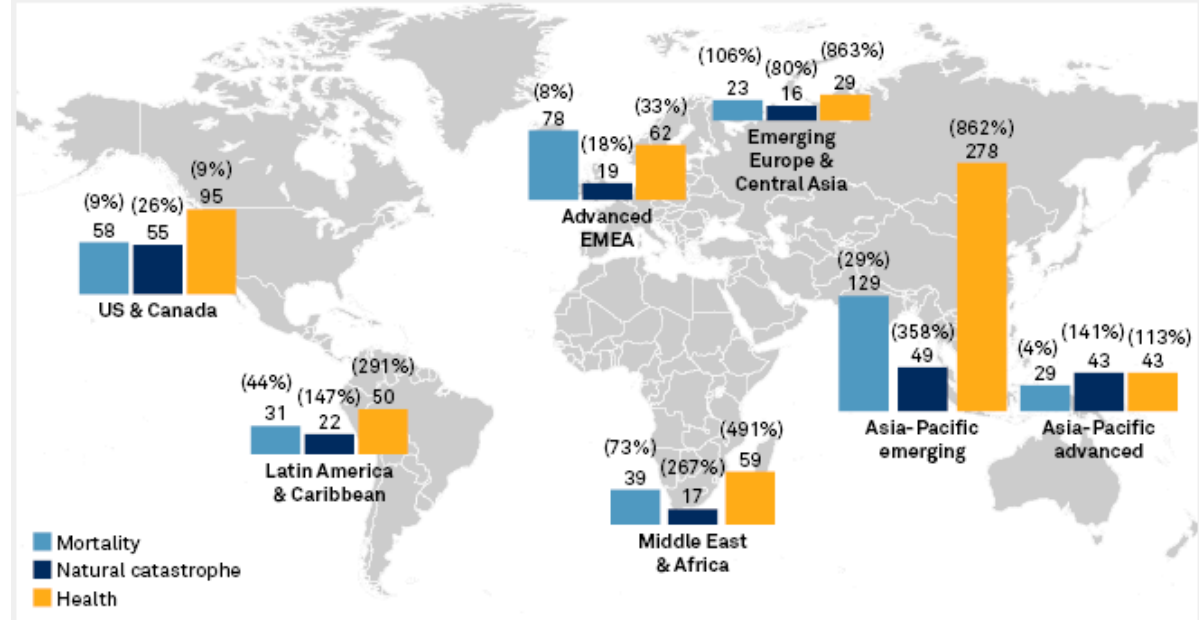 (9%)
58
(26%)
55
(9%)
95
US & Canada
(8%)
78
(18%)
19
(33%)
62
Advanced
EMEA
(106%)
23
(80%)
16
(863%)
29
Emerging
Europe &
Central Asia
(44%)
31
(147%)
22
(291%)
50
Latin America
& Caribbean
(73%)
39
(267%)
17
(491%)
59
Middle East
& Africa
(29%)
129
(358%)
49
(862%)
278
Asia-Pacific
emerging
(4%)
29
(141%)
43
(113%)
43
Asia-Pacific
advanced
Mortality
Natural catastrophe
Health